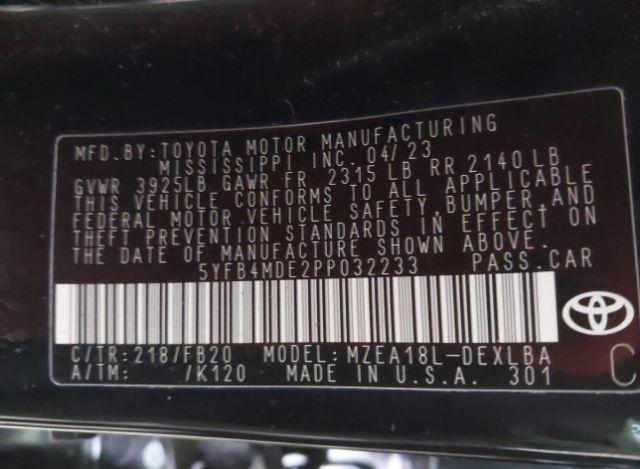 MFD.BY:TOYOTA MOTOR MANUFACTURING
MISSISSIPPI INC. 04/23
GVWR 3925LB GAWR FR 2315 LB RR 2140 LB
THIS VEHICLE CONFORMS TO ALL APPLICABLE
FEDERAL MOTOR VEHICLE SAFETY, BUMPER, AND
THEFT PREVENTION STANDARDS IN EFFECT ON
THE DATE OF MANUFACTURE SHOWN ABOVE.
5YFB4MDE2PP032233 PASS.CAR
C/TR:218/FB20 MODEL:MZEA18L-DEXLBA
A/TM: /K120 MADE IN U.S.A. 301
C